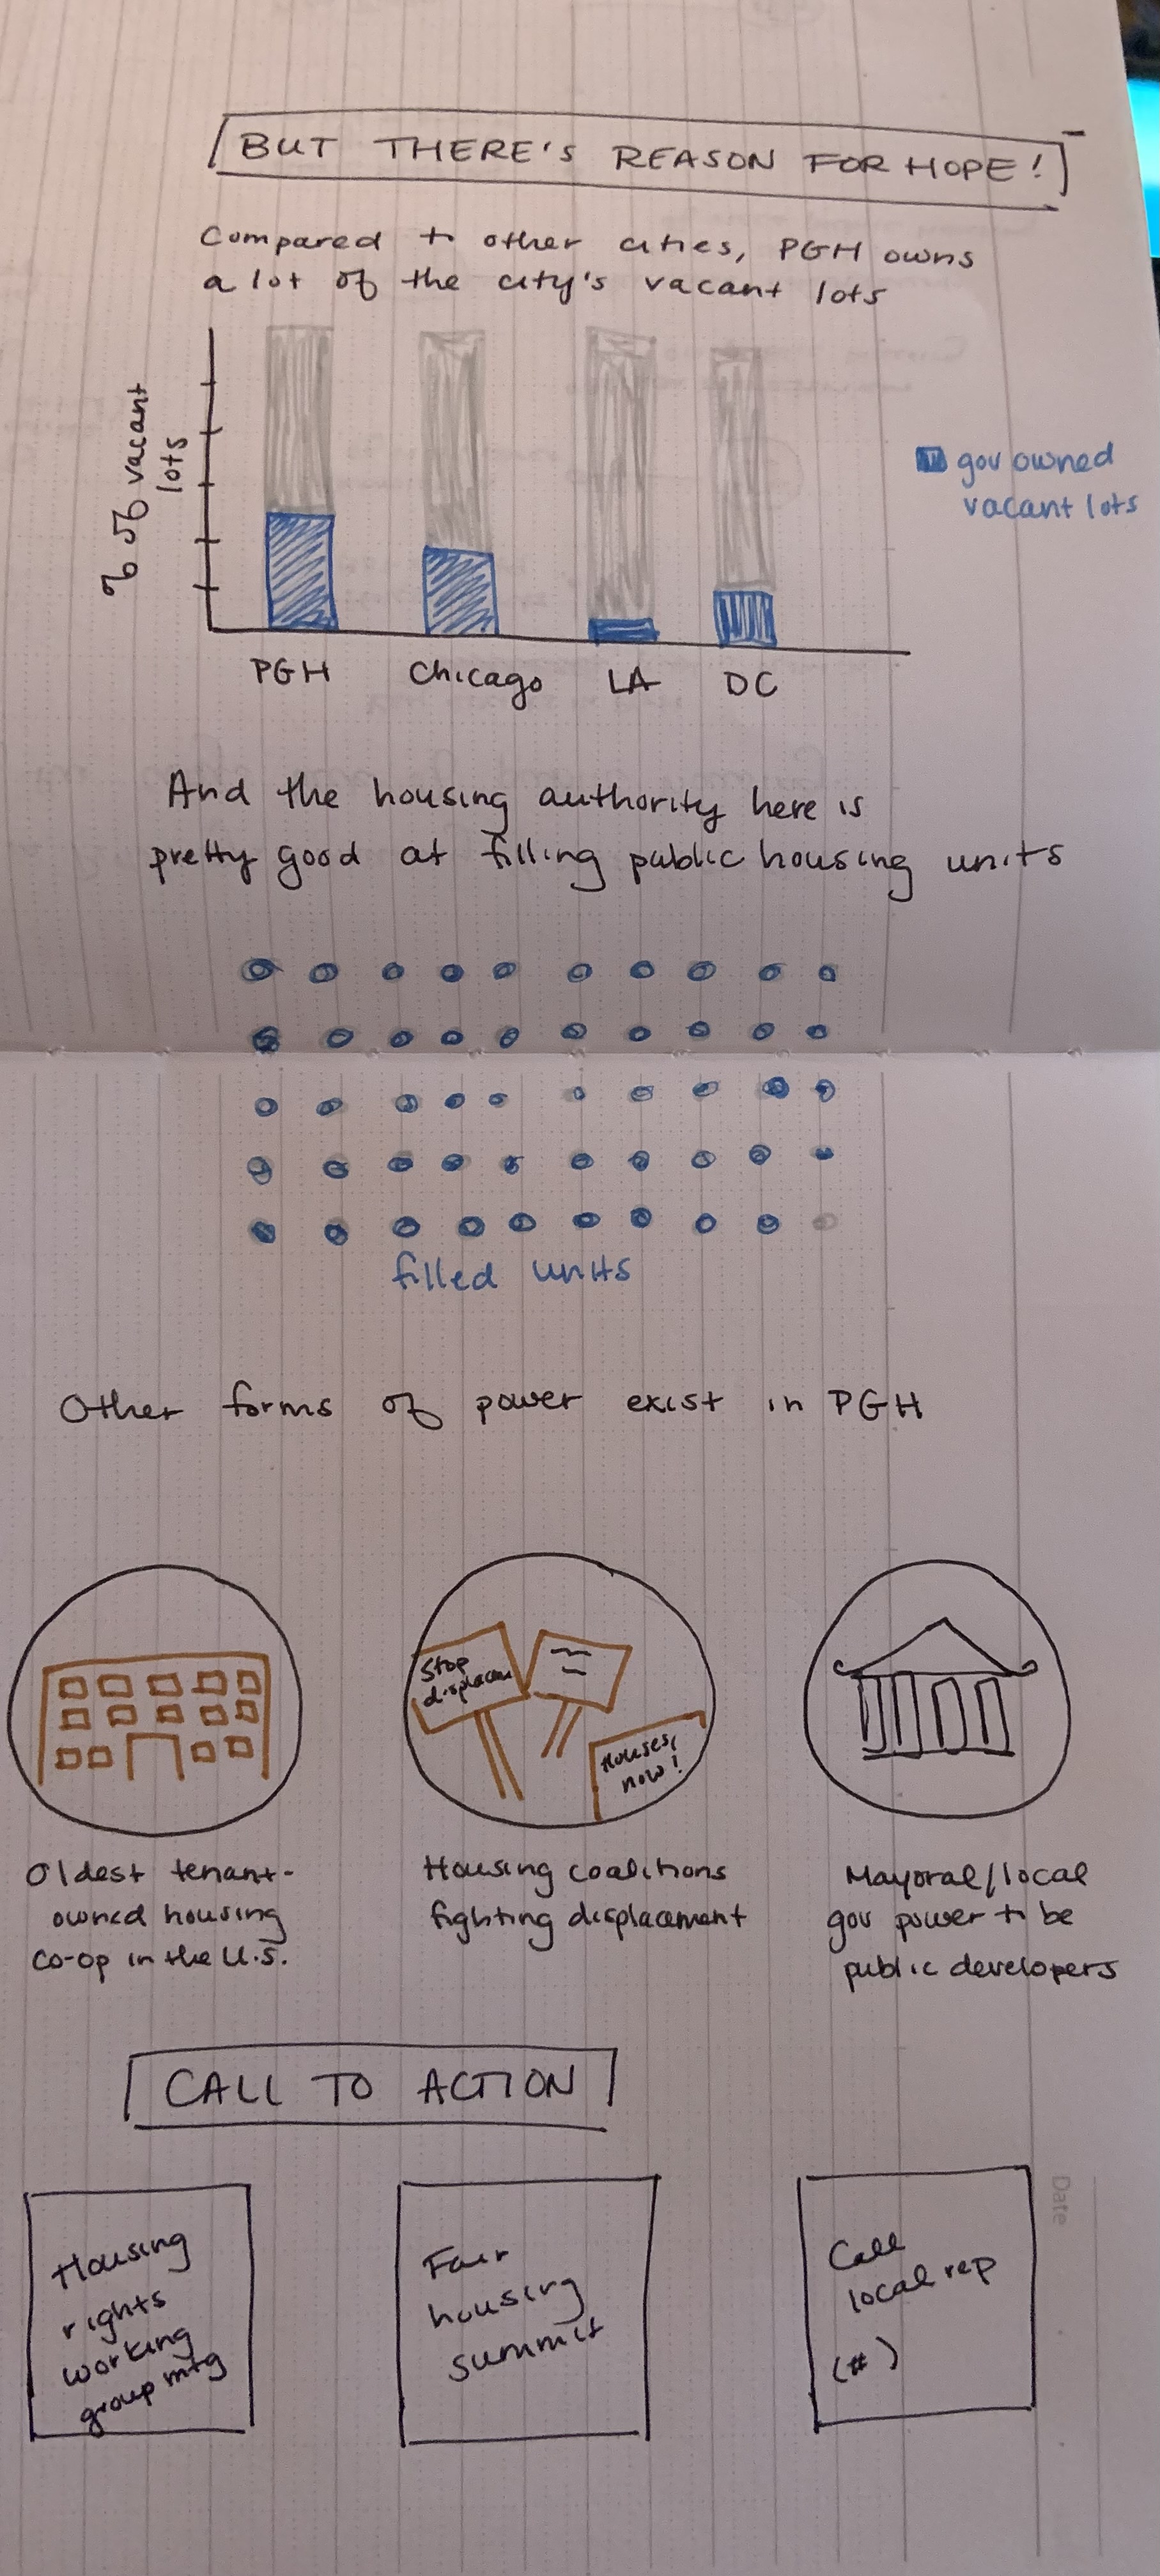 BUT THERE'S REASON FOR HOPE!
Compared to other cities, PGH owns
a lot of the city's vacant lots
% of vacant
lots
gov owned
vacant lots
PGH Chicago LA DC
And the housing authority here is
pretty good at filling public housing units
filled units
Other forms of power exist in PGH
Stop
displacem
Houses,
now!
Oldest tenant-
owned housing
co-op in the U.S.
Housing coalitions
fighting displacement
Mayoral/local
gov power to be
public developers
CALL TO ACTION
Housing
rights
working
group mtg
Fair
housing
summit
Call
local rep
(#)
Date